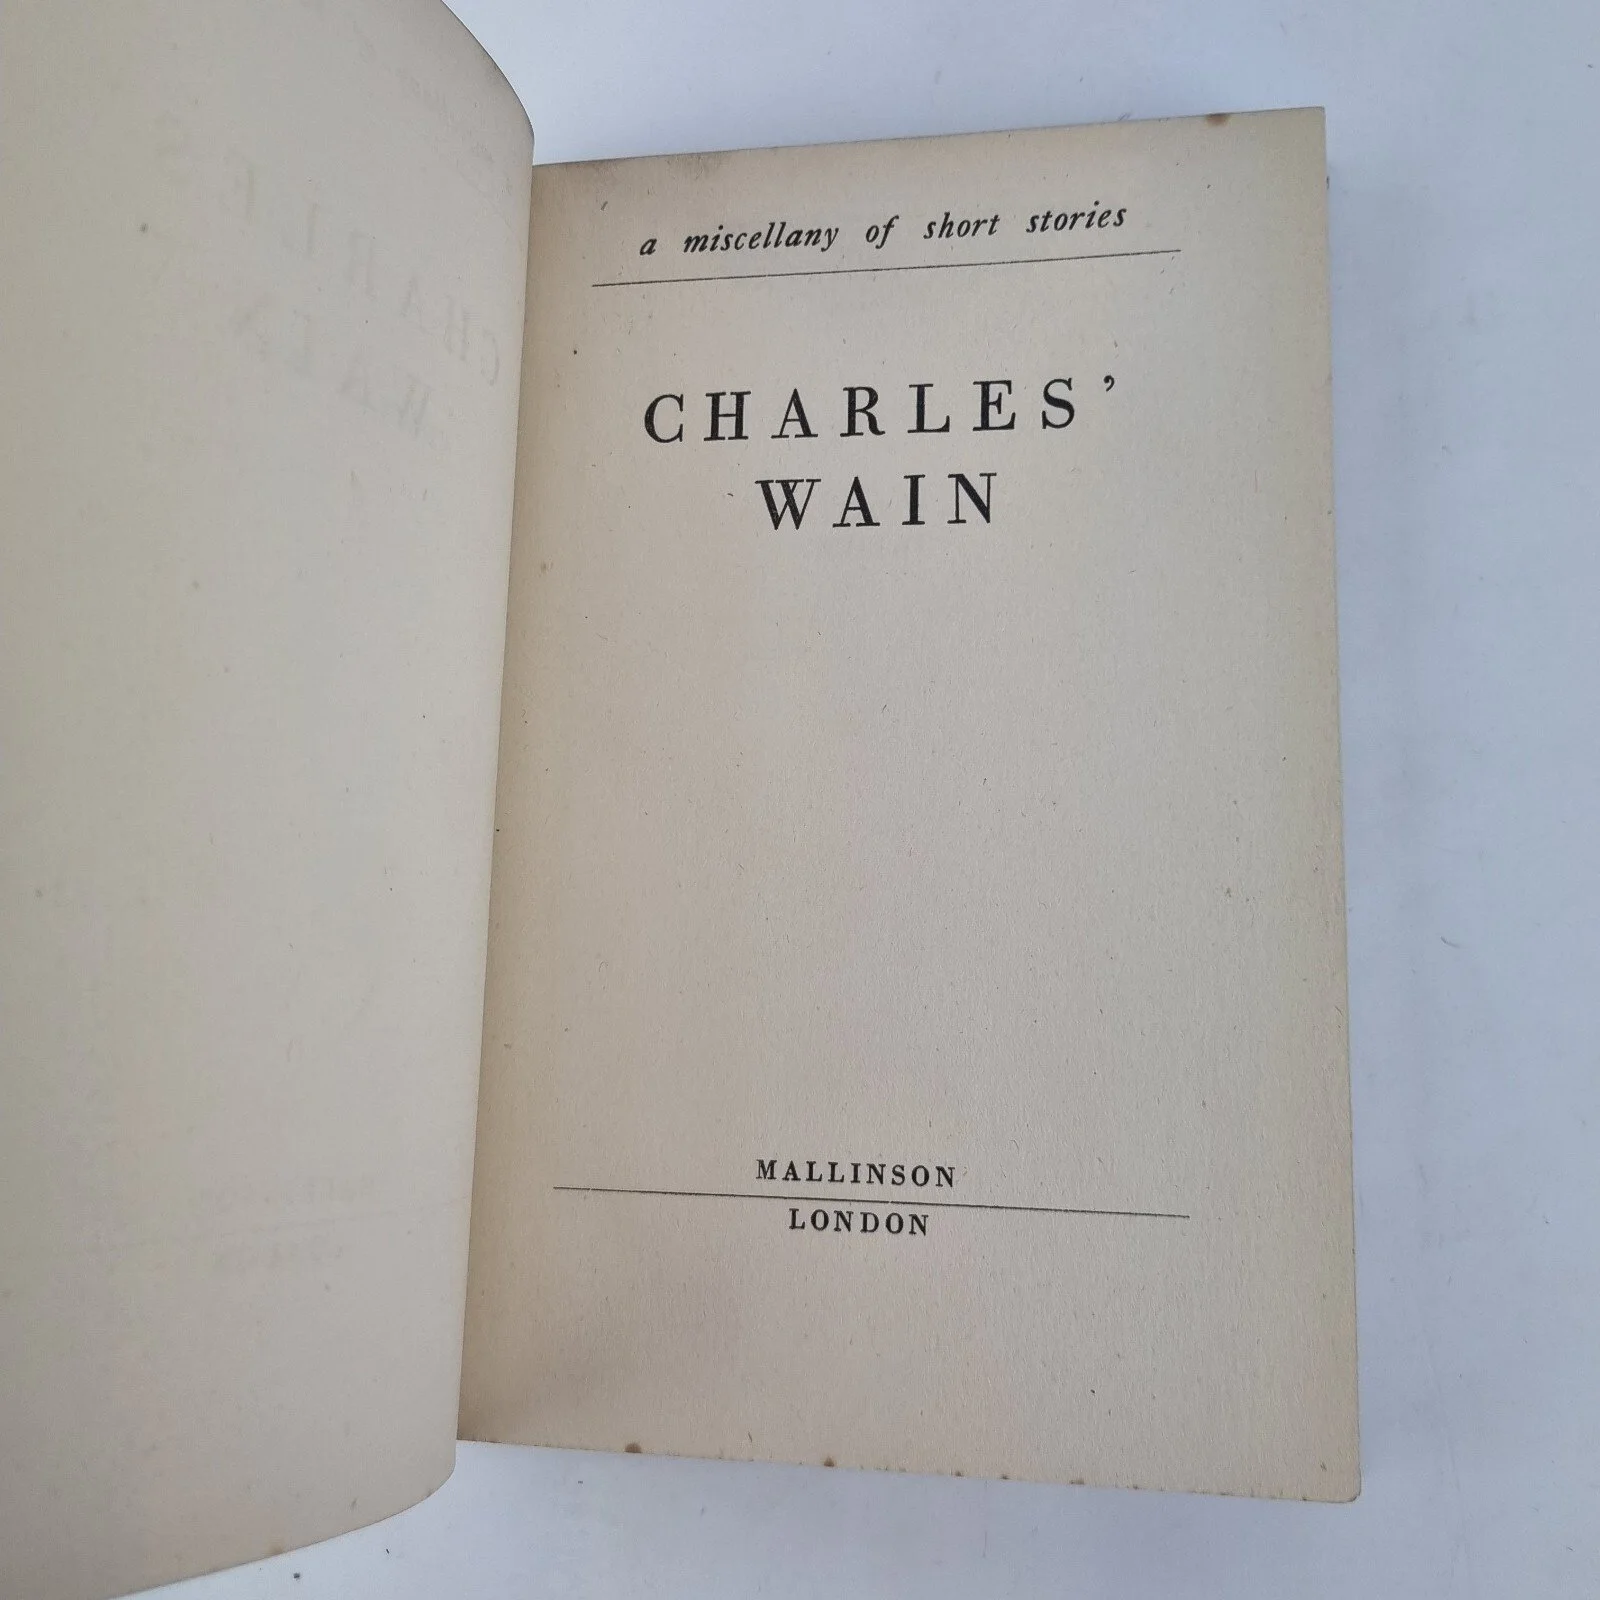 a miscellany of short stories
CHARLES'
WAIN
MALLINSON
LONDON